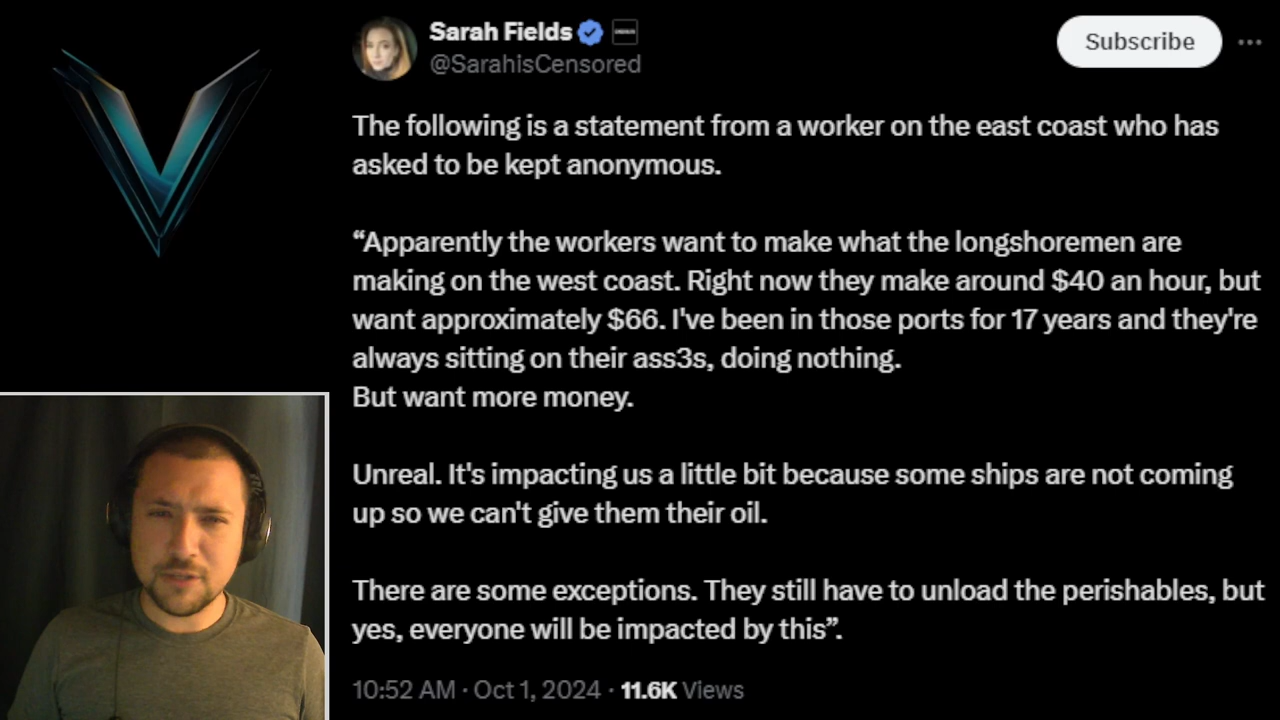 Sarah Fields
Subscribe
@SarahisCensored
The following is a statement from a worker on the east coast who has
asked to be kept anonymous.
“Apparently the workers want to make what the longshoremen are
making on the west coast. Right now they make around $40 an hour, but
want approximately $66. I've been in those ports for 17 years and they're
always sitting on their ass3s, doing nothing.
But want more money.
Unreal. It's impacting us a little bit because some ships are not coming
up so we can't give them their oil.
There are some exceptions. They still have to unload the perishables, but
yes, everyone will be impacted by this”.
10:52 AM · Oct 1, 2024 · 11.6K Views